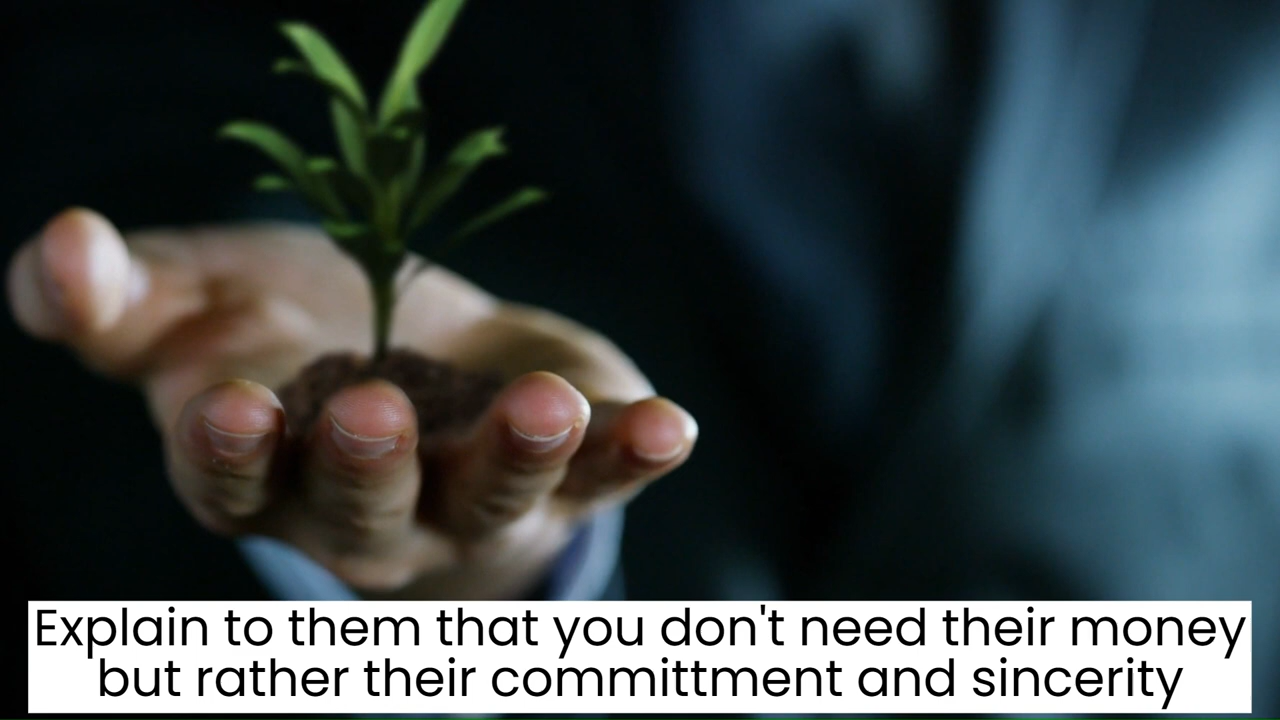 Explain to them that you don't need their money
but rather their committment and sincerity